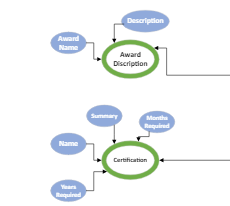 Description
Award
Name
Award
Discription
Summary
Months
Required
Name
Certification
Years
Required